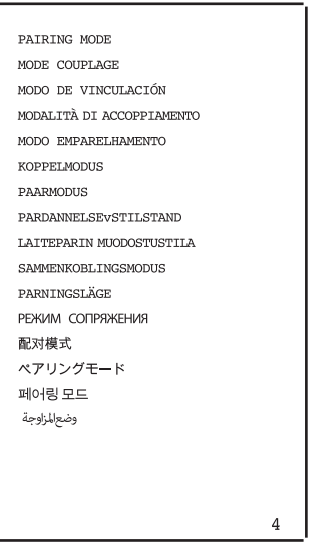 PAIRING MODE
MODE COUPLAGE
MODO DE VINCULACIÓN
MODALITÀ DI ACCOPPIAMENTO
MODO EMPARELHAMENTO
KOPPELMODUS
PAARMODUS
PARDANNELSEvSTILSTAND
LAITEPARIN MUODOSTUSTILA
SAMMENKOBLINGSMODUS
PARNINGSLÄGE
РЕЖИМ СОПРЯЖЕНИЯ
配对模式
ペアリングモード
페어링 모드
وضع المزاوجة
4